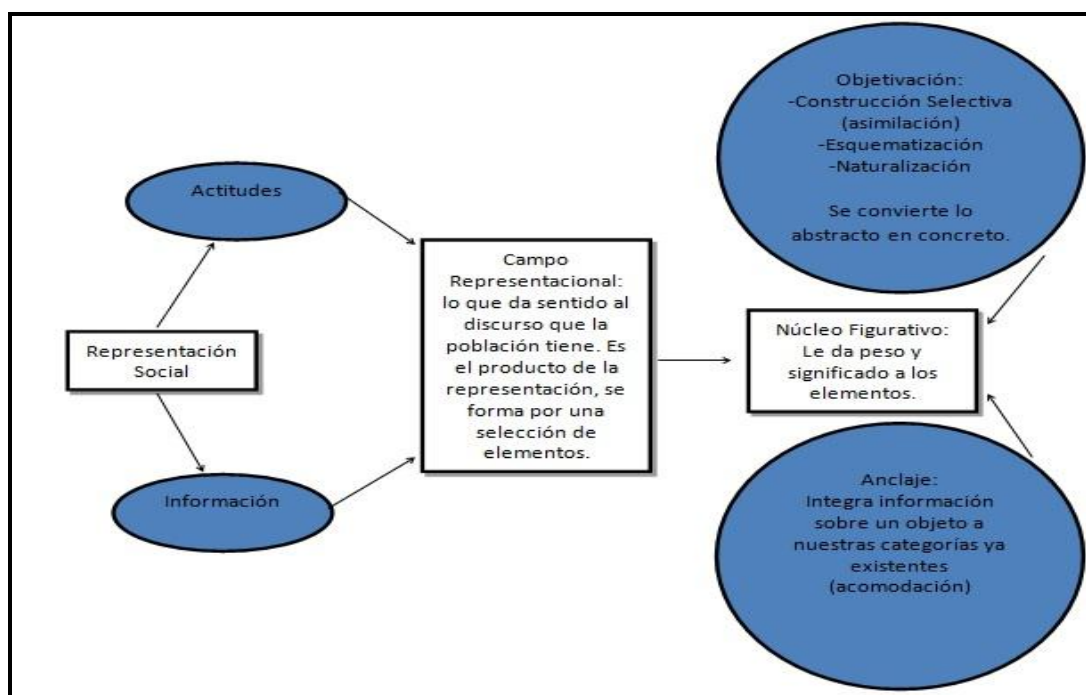 Representación
Social
Actitudes
Información
Campo
Representacional:
lo que da sentido al
discurso que la
población tiene. Es
el producto de la
representación, se
forma por una
selección de
elementos.
Objetivación:
-Construcción Selectiva
(asimilación)
-Esquematización
-Naturalización
Se convierte lo
abstracto en concreto.
Núcleo Figurativo:
Le da peso y
significado a los
elementos.
Anclaje:
Integra información
sobre un objeto a
nuestras categorías ya
existentes
(acomodación)